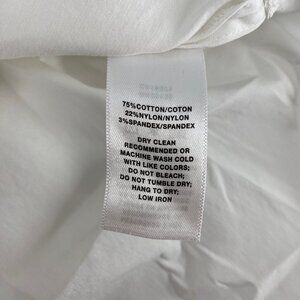 75%COTTON/COTON
22%NYLON/NYLON
3%SPANDEX/SPANDEX
DRY CLEAN
RECOMMENDED OR
MACHINE WASH COLD
WITH LIKE COLORS;
DO NOT BLEACH;
DO NOT TUMBLE DRY;
HANG TO DRY;
LOW IRON